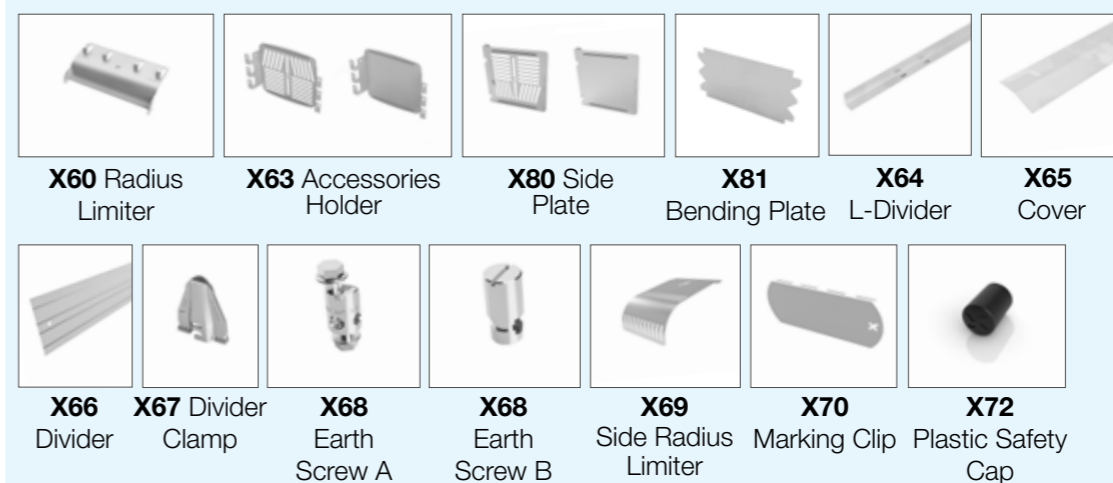 X60 Radius
Limiter
X63 Accessories
Holder
X80 Side
Plate
X81
Bending Plate
X64
L-Divider
X65
Cover
X66
Divider
X67 Divider
Clamp
X68
Earth
Screw A
X68
Earth
Screw B
X69
Side Radius
Limiter
X70
Marking Clip
X72
Plastic Safety
Cap